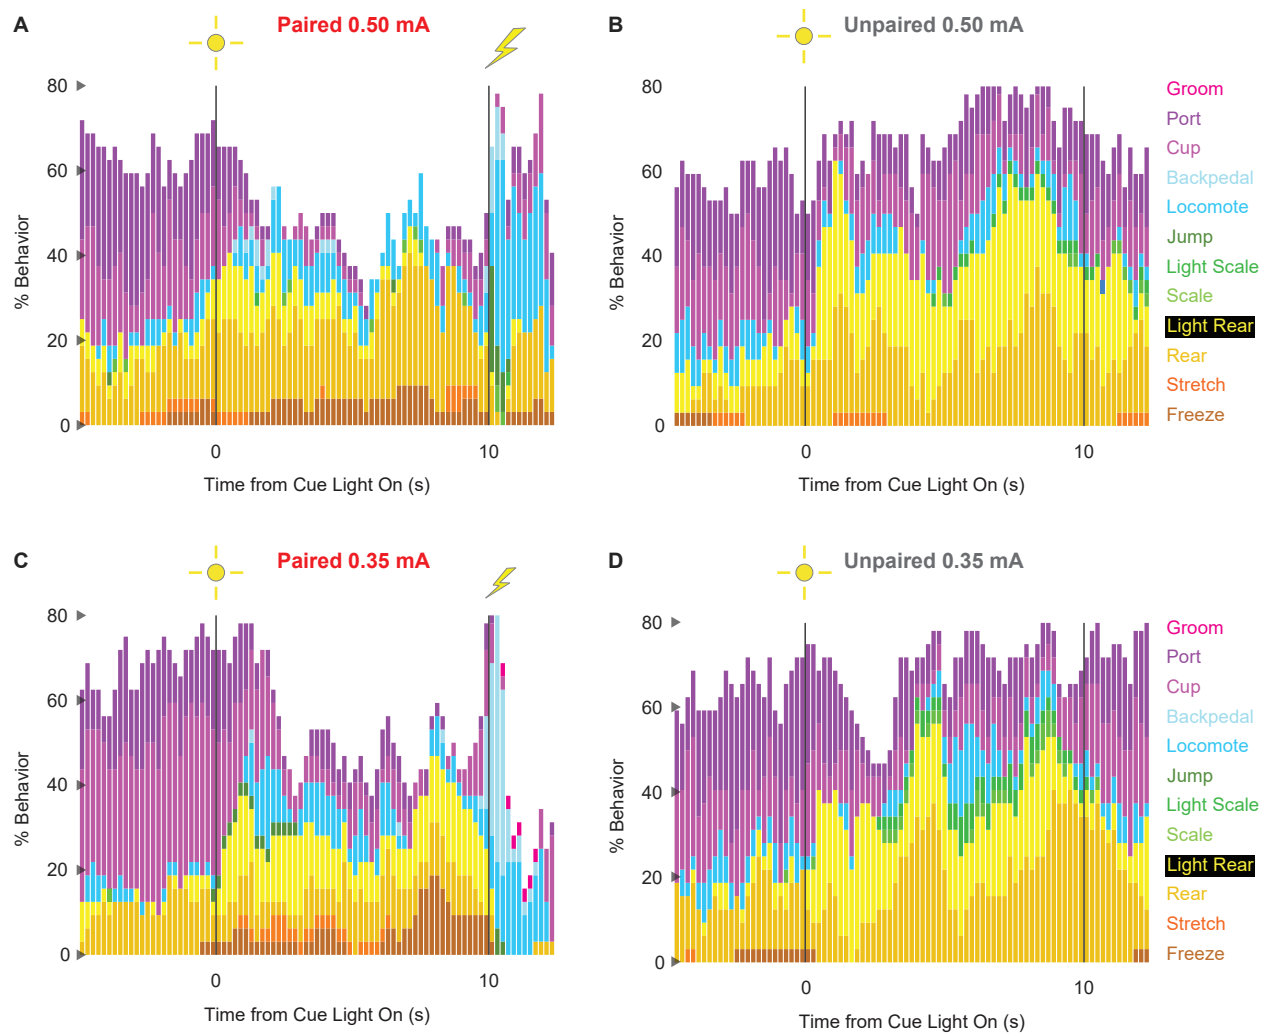 A
Paired 0.50 mA
80
60
40
20
0
% Behavior
0
10
Time from Cue Light On (s)
B
Unpaired 0.50 mA
80
60
40
20
0
% Behavior
0
10
Time from Cue Light On (s)
Groom
Port
Cup
Backpedal
Locomote
Jump
Light Scale
Scale
Light Rear
Rear
Stretch
Freeze
C
Paired 0.35 mA
80
60
40
20
0
% Behavior
0
10
Time from Cue Light On (s)
D
Unpaired 0.35 mA
80
60
40
20
0
% Behavior
0
10
Time from Cue Light On (s)
Groom
Port
Cup
Backpedal
Locomote
Jump
Light Scale
Scale
Light Rear
Rear
Stretch
Freeze